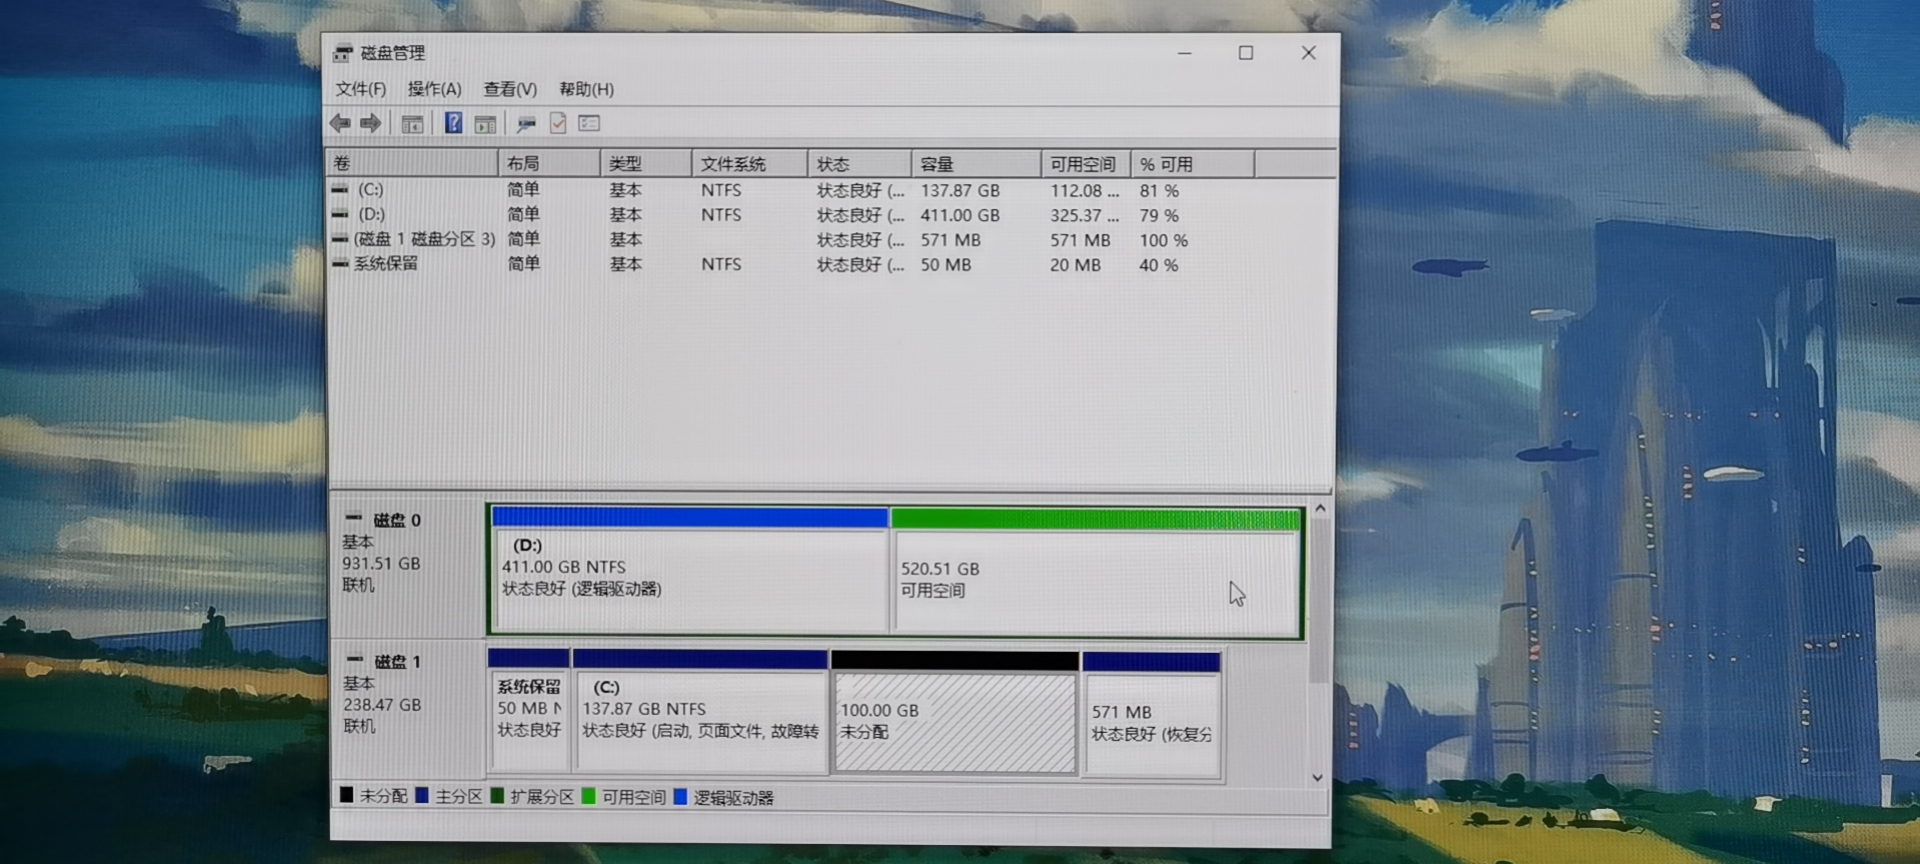 磁盘管理
文件(F) 操作(A) 查看(V) 帮助(H)
卷 布局 类型 文件系统 状态 容量 可用空间 % 可用
(C:) 简单 基本 NTFS 状态良好 (... 137.87 GB 112.08 ... 81 %
(D:) 简单 基本 NTFS 状态良好 (... 411.00 GB 325.37 ... 79 %
(磁盘 1 磁盘分区 3) 简单 基本 状态良好 (... 571 MB 571 MB 100 %
系统保留 简单 基本 NTFS 状态良好 (... 50 MB 20 MB 40 %
磁盘 0
基本
931.51 GB
联机
(D:)
411.00 GB NTFS
状态良好 (逻辑驱动器)
520.51 GB
可用空间
磁盘 1
基本
238.47 GB
联机
系统保留
50 MB N
状态良好
(C:)
137.87 GB NTFS
状态良好 (启动, 页面文件, 故障转
100.00 GB
未分配
571 MB
状态良好 (恢复分
未分配 主分区 扩展分区 可用空间 逻辑驱动器